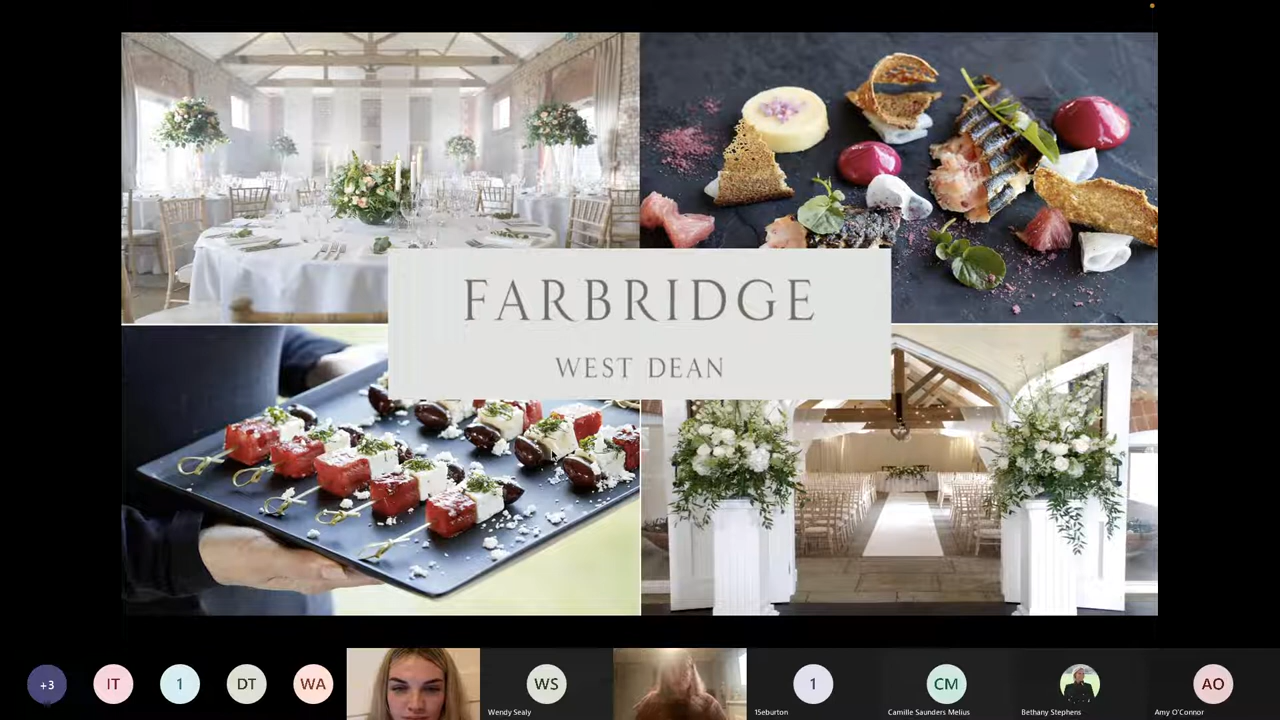 FARBRIDGE
WEST DEAN
+3
IT
1
DT
WA
WS
Wendy Sealy
1
15eburton
CM
Camille Saunders Melius
Bethany Stephens
AO
Amy O'Connor